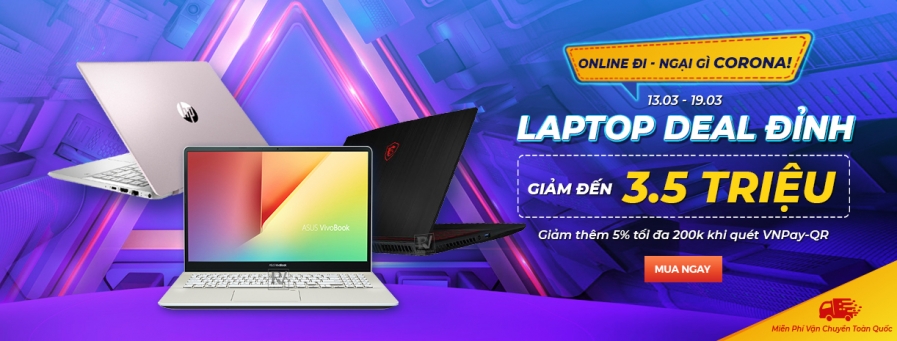 ONLINE ĐI - NGẠI GÌ CORONA!
13.03 - 19.03
LAPTOP DEAL ĐỈNH
GIẢM ĐẾN 3.5 TRIỆU
Giảm thêm 5% tối đa 200k khi quét VNPay-QR
MUA NGAY
Miễn Phí Vận Chuyển Toàn Quốc
hp
ASUS VivoBook